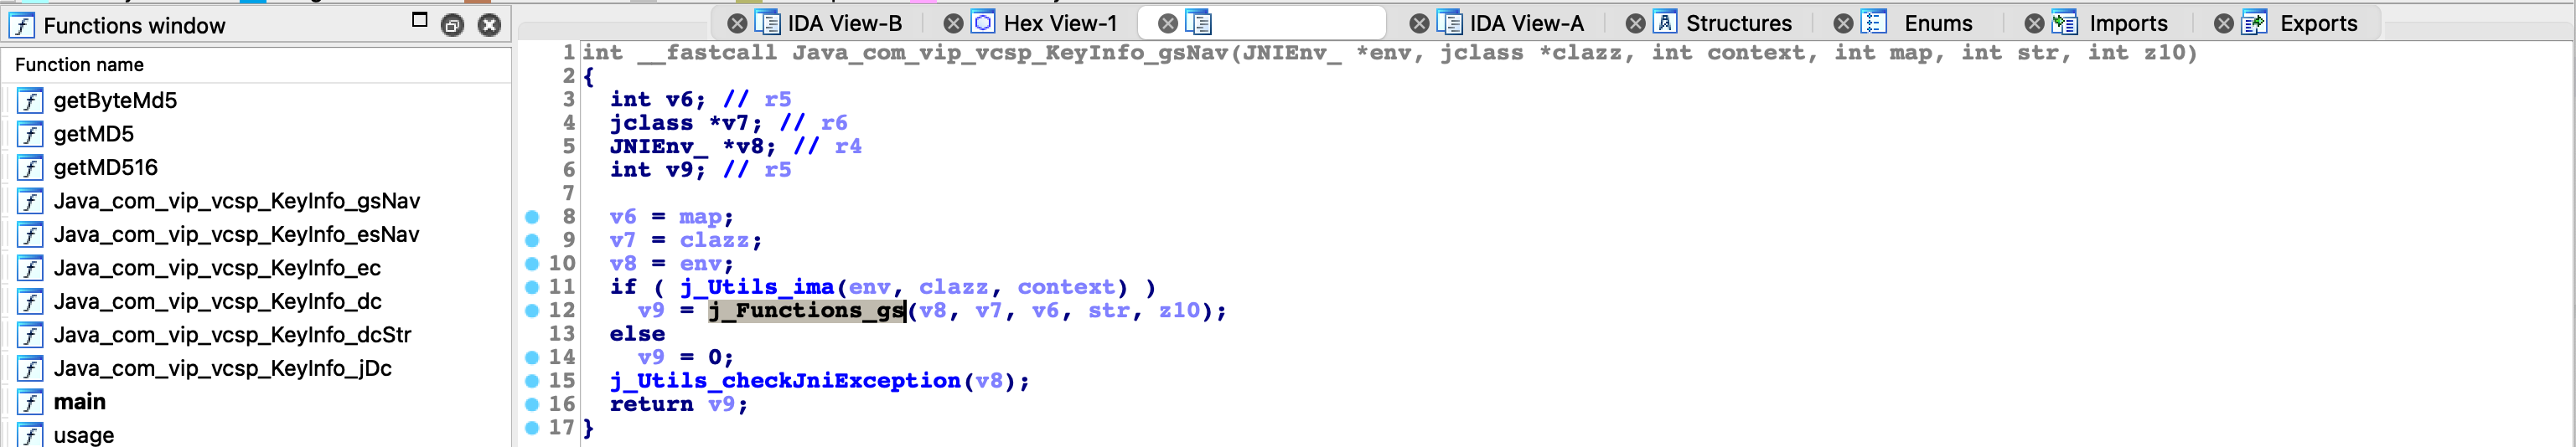 Functions window
Function name
getByteMd5
getMD5
getMD516
Java_com_vip_vcsp_KeyInfo_gsNav
Java_com_vip_vcsp_KeyInfo_esNav
Java_com_vip_vcsp_KeyInfo_ec
Java_com_vip_vcsp_KeyInfo_dc
Java_com_vip_vcsp_KeyInfo_dcStr
Java_com_vip_vcsp_KeyInfo_jDc
main
usage
IDA View-B Hex View-1 IDA View-A Structures Enums Imports Exports
1 int __fastcall Java_com_vip_vcsp_KeyInfo_gsNav(JNIEnv_ *env, jclass *clazz, int context, int map, int str, int z10)
2 {
3 int v6; // r5
4 jclass *v7; // r6
5 JNIEnv_ *v8; // r4
6 int v9; // r5
7
8 v6 = map;
9 v7 = clazz;
10 v8 = env;
11 if ( j_Utils_ima(env, clazz, context) )
12 v9 = j_Functions_gs(v8, v7, v6, str, z10);
13 else
14 v9 = 0;
15 j_Utils_checkJniException(v8);
16 return v9;
17 }